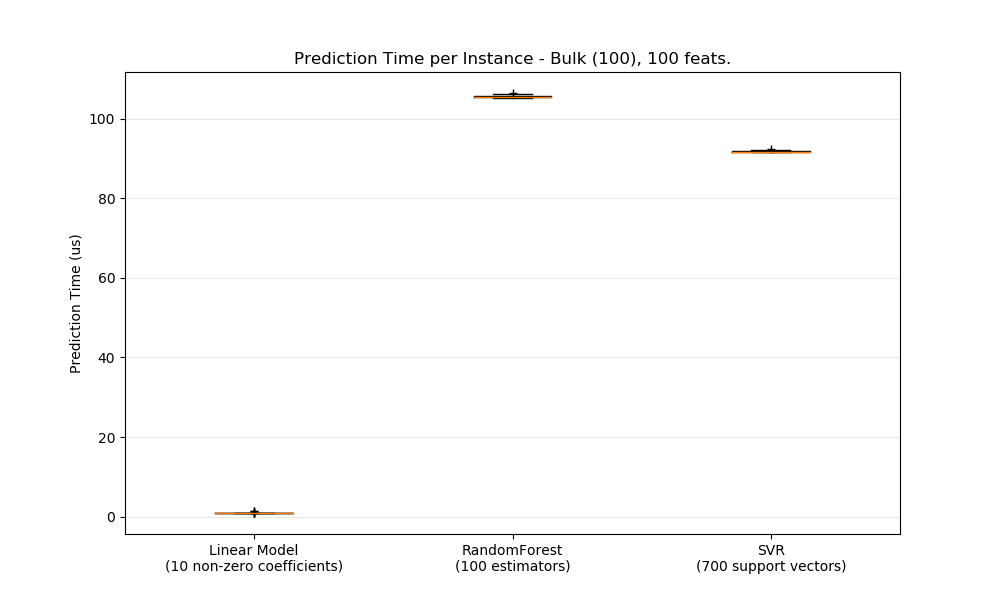 Prediction Time per Instance - Bulk (100), 100 feats.
Prediction Time (us)
100
80
60
40
20
0
Linear Model
(10 non-zero coefficients)
RandomForest
(100 estimators)
SVR
(700 support vectors)